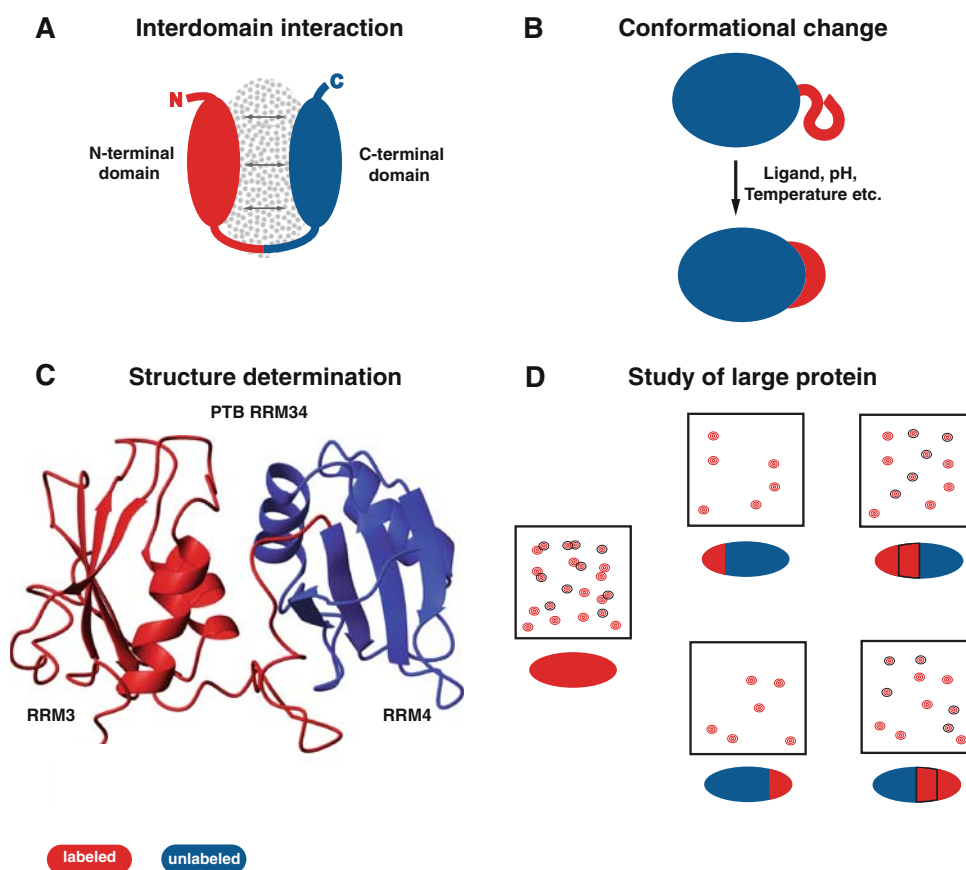 A Interdomain interaction
N
C
N-terminal
domain
C-terminal
domain
B Conformational change
Ligand, pH,
Temperature etc.
C Structure determination
PTB RRM34
RRM3
RRM4
D Study of large protein
labeled
unlabeled